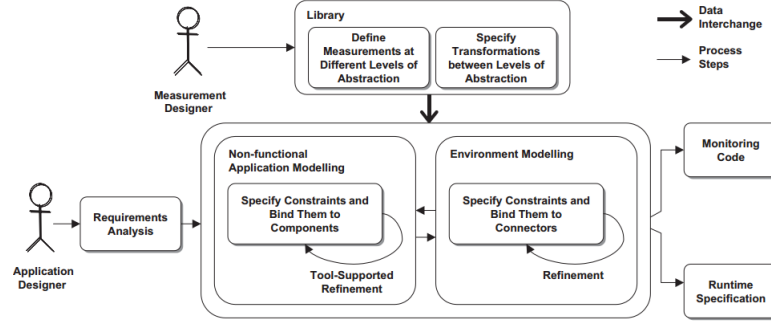 Library
Define
Measurements at
Different Levels of
Abstraction
Specify
Transformations
between Levels of
Abstraction
Data
Interchange
Process
Steps
Measurement
Designer
Non-functional
Application Modelling
Specify Constraints and
Bind Them to
Components
Tool-Supported
Refinement
Environment Modelling
Specify Constraints and
Bind Them to
Connectors
Refinement
Monitoring
Code
Requirements
Analysis
Application
Designer
Runtime
Specification